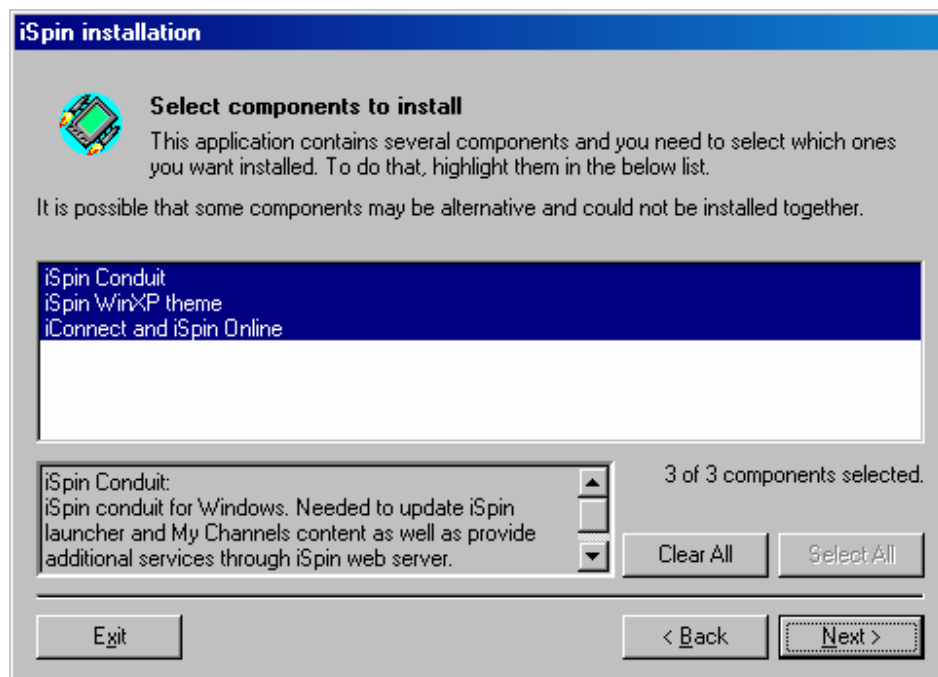 iSpin installation
Select components to install
This application contains several components and you need to select which ones
you want installed. To do that, highlight them in the below list.
It is possible that some components may be alternative and could not be installed together.
iSpin Conduit
iSpin WinXP theme
iConnect and iSpin Online
iSpin Conduit:
iSpin conduit for Windows. Needed to update iSpin
launcher and My Channels content as well as provide
additional services through iSpin web server.
3 of 3 components selected.
Clear All
Select All
Exit
< Back
Next >